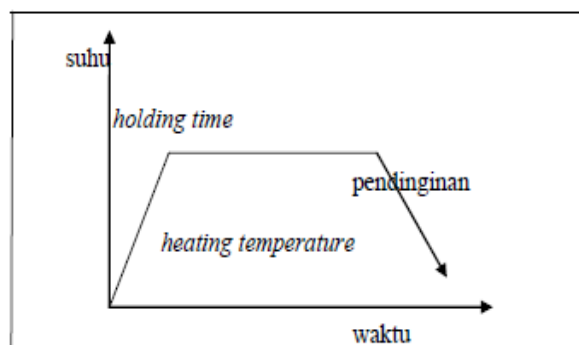 suhu
holding time
pendinginan
heating temperature
waktu